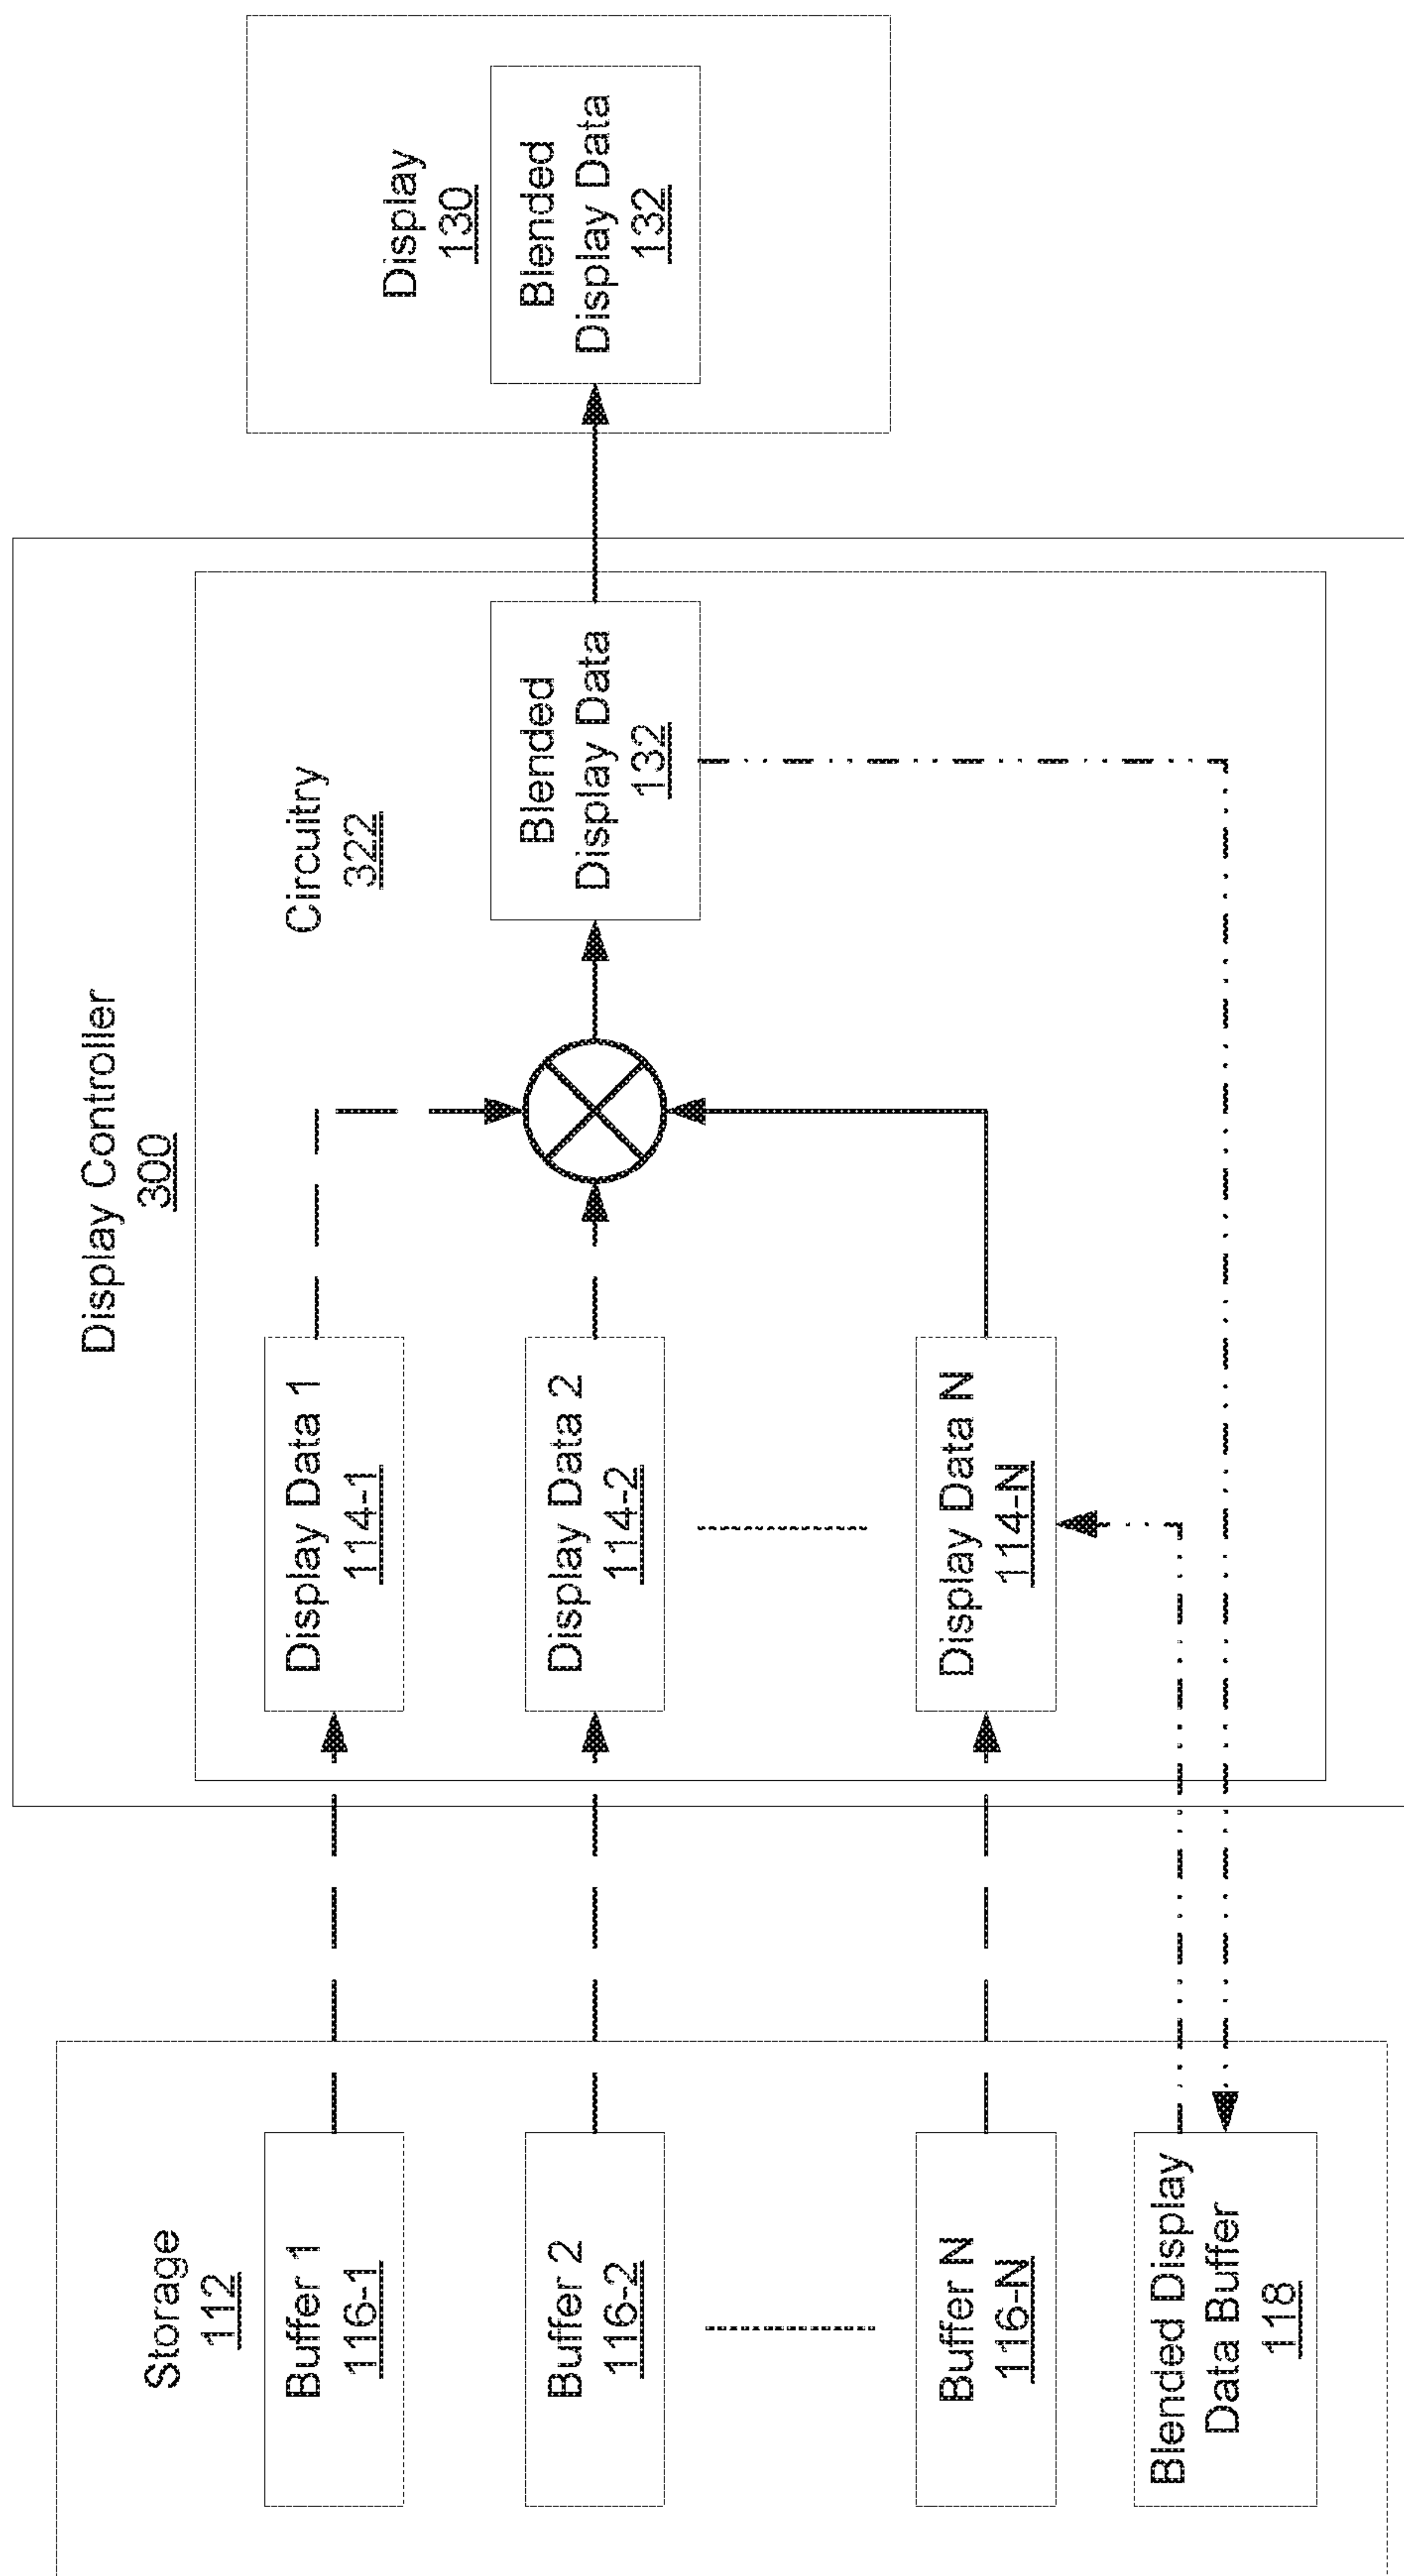 Storage
112
Buffer 1
116-1
Buffer 2
116-2
Buffer N
116-N
Blended Display
Data Buffer
118
Display Controller
300
Circuitry
322
Display Data 1
114-1
Display Data 2
114-2
Display Data N
114-N
Blended
Display Data
132
Display
130
Blended
Display Data
132